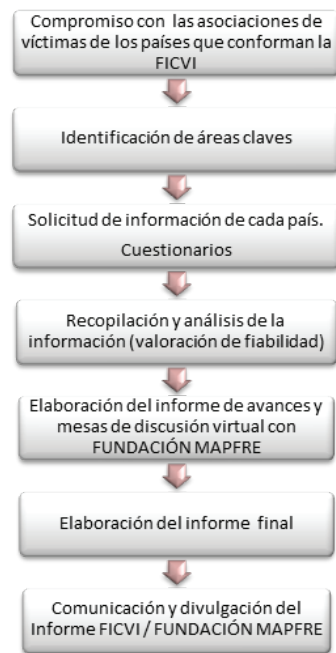 Compromiso con las asociaciones de
víctimas de los países que conforman la
FICVI
Identificación de áreas claves
Solicitud de información de cada país.
Cuestionarios
Recopilación y análisis de la
información (valoración de fiabilidad)
Elaboración del informe de avances y
mesas de discusión virtual con
FUNDACIÓN MAPFRE
Elaboración del informe final
Comunicación y divulgación del
Informe FICVI / FUNDACIÓN MAPFRE